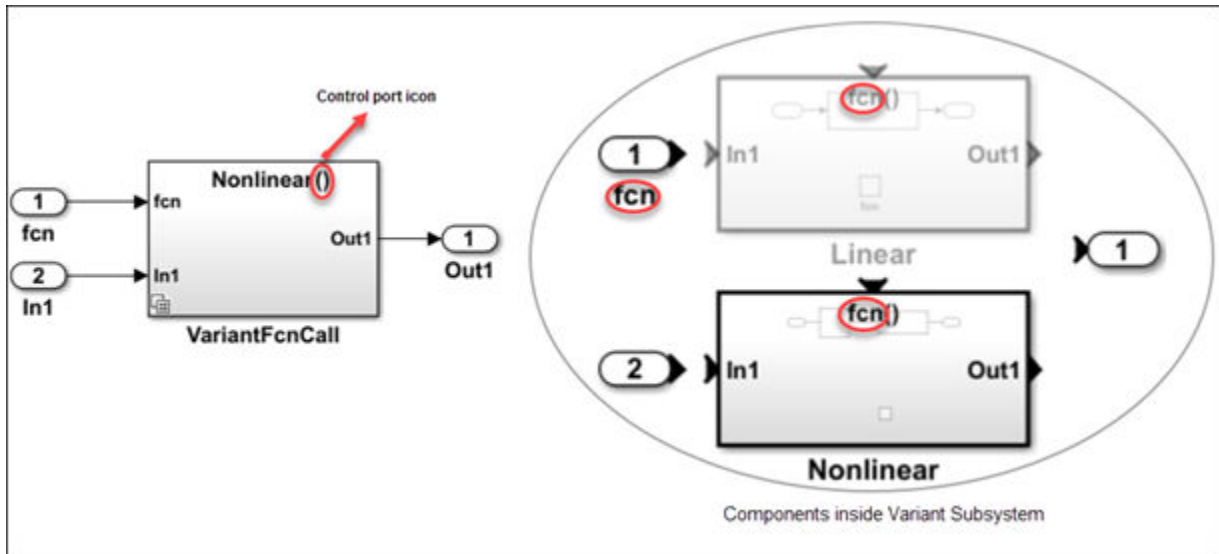 Control port icon
Nonlinear()
1
fcn
fcn
Out1
1
Out1
2
In1
In1
VariantFcnCall
fcn()
1
fcn
In1
Out1
Linear
1
fcn()
2
In1
Out1
Nonlinear
Components inside Variant Subsystem